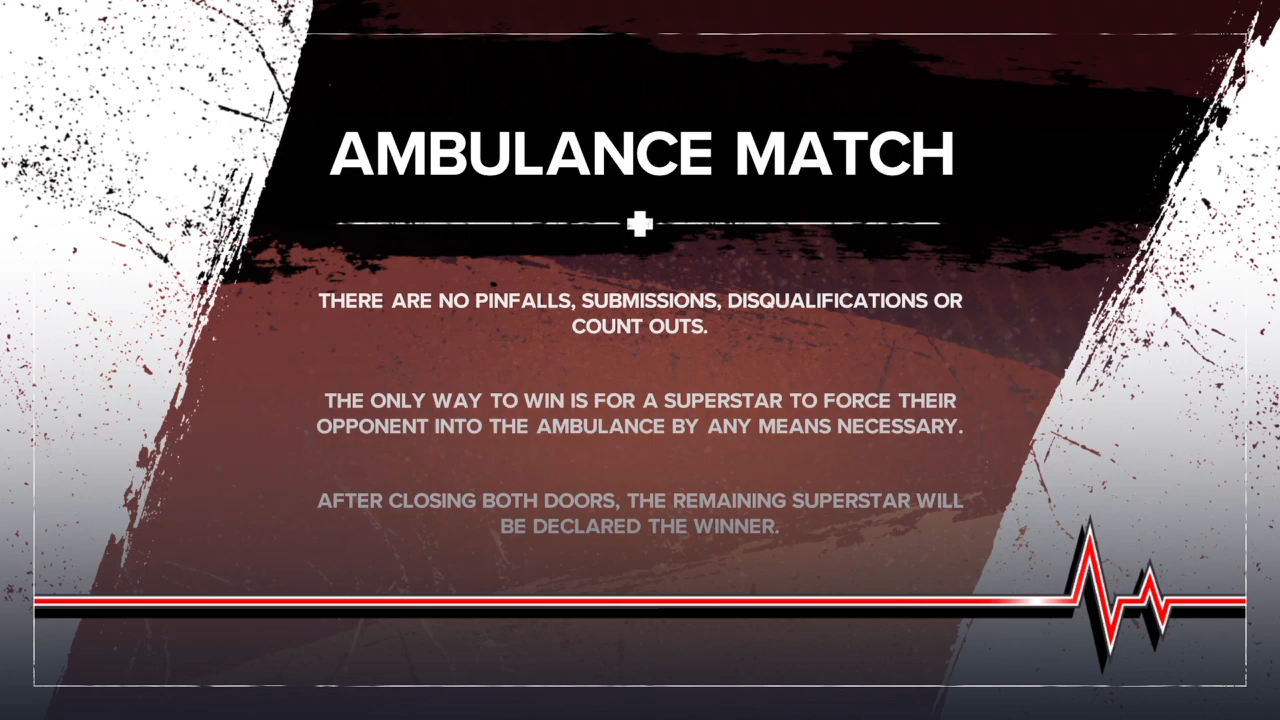 AMBULANCE MATCH
THERE ARE NO PINFALLS, SUBMISSIONS, DISQUALIFICATIONS OR
COUNT OUTS.
THE ONLY WAY TO WIN IS FOR A SUPERSTAR TO FORCE THEIR
OPPONENT INTO THE AMBULANCE BY ANY MEANS NECESSARY.
AFTER CLOSING BOTH DOORS, THE REMAINING SUPERSTAR WILL
BE DECLARED THE WINNER.